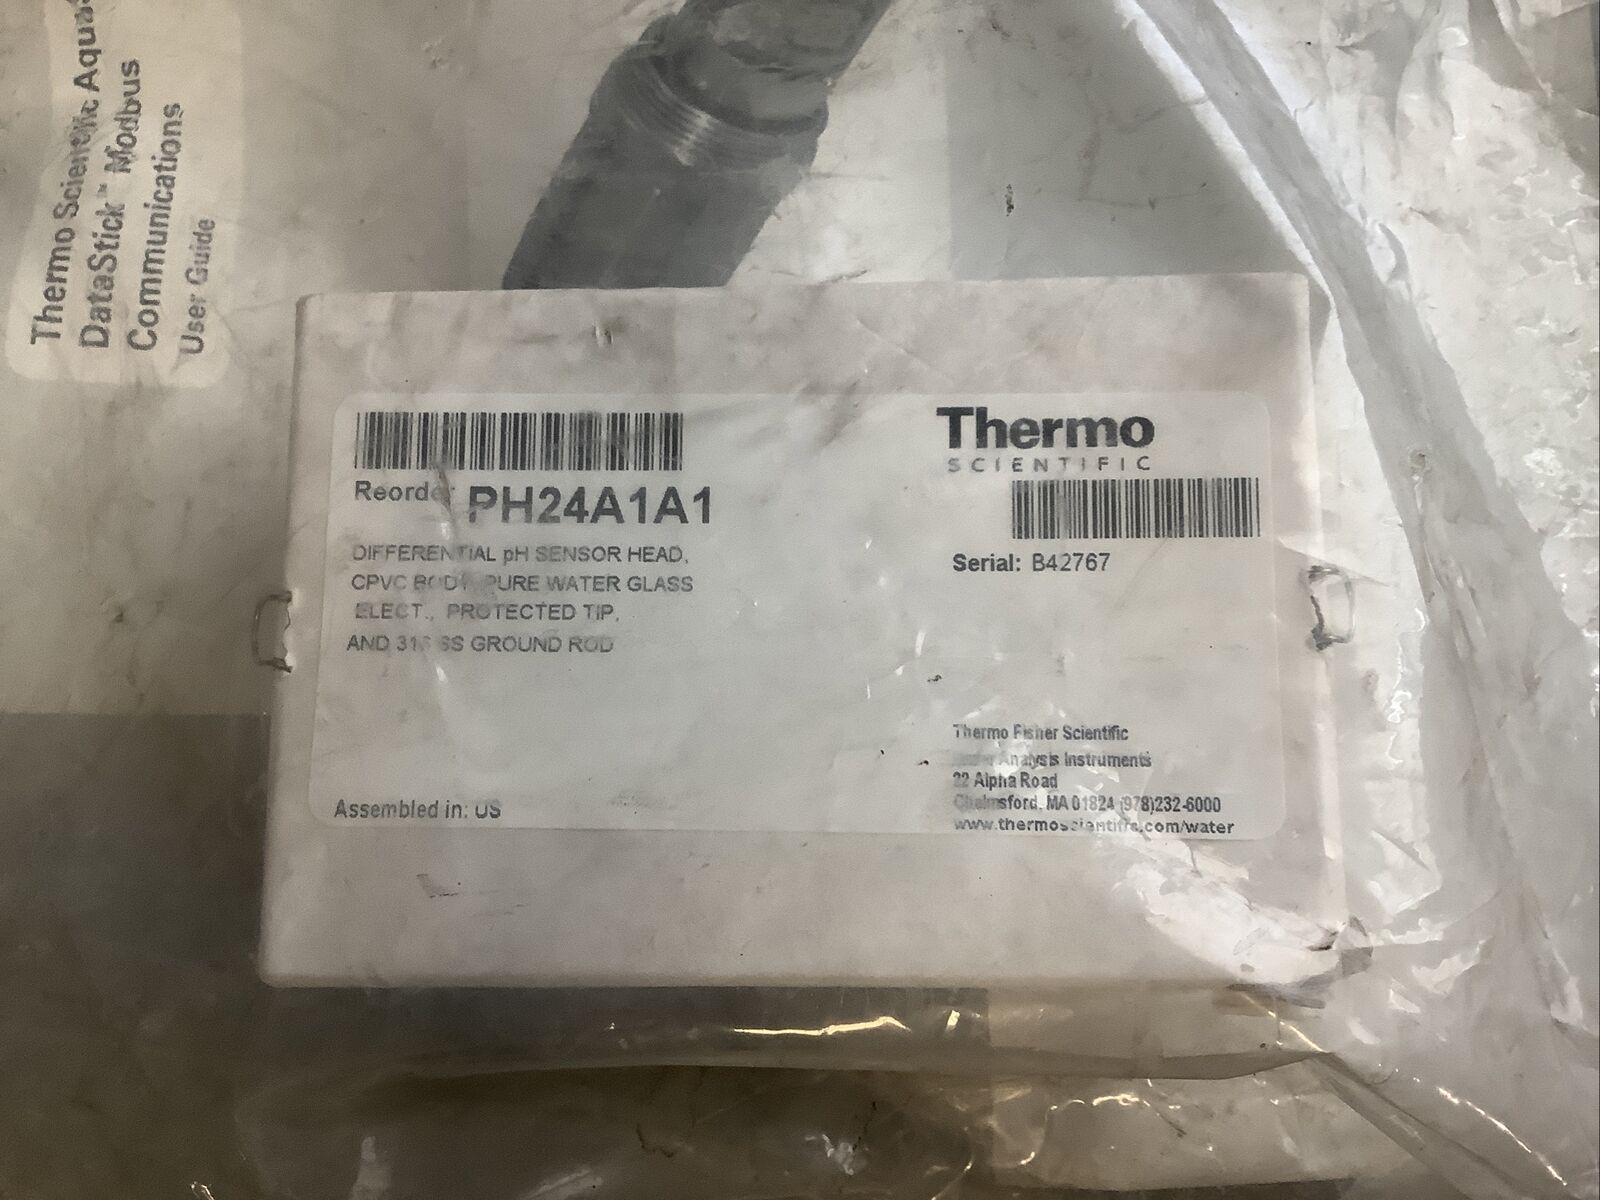 Thermo Scientific Aqua
DataStick™ Modbus
Communications
User Guide
Reorder PH24A1A1
DIFFERENTIAL pH SENSOR HEAD,
CPVC BODY, PURE WATER GLASS
ELECT., PROTECTED TIP,
AND 316 SS GROUND ROD
Assembled in: US
Thermo
SCIENTIFIC
Serial: B42767
Thermo Fisher Scientific
Analysis Instruments
22 Alpha Road
Chelmsford, MA 01824 (978)232-6000
www.thermoscientific.com/water